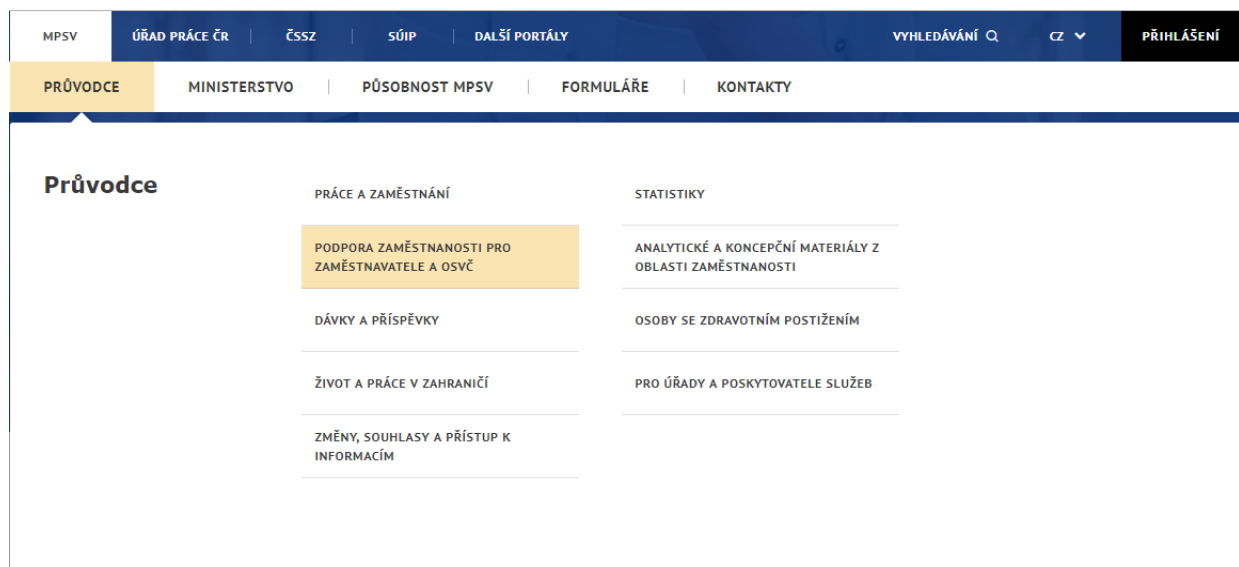 MPSV ÚŘAD PRÁCE ČR ČSSZ SÚIP DALŠÍ PORTÁLY VYHLEDÁVÁNÍ CZ PŘIHLÁŠENÍ
PRŮVODCE MINISTERSTVO PŮSOBNOST MPSV FORMULÁŘE KONTAKTY
Průvodce
PRÁCE A ZAMĚSTNÁNÍ
PODPORA ZAMĚSTNANOSTI PRO
ZAMĚSTNAVATELE A OSVČ
DÁVKY A PŘÍSPĚVKY
ŽIVOT A PRÁCE V ZAHRANIČÍ
ZMĚNY, SOUHLASY A PŘÍSTUP K
INFORMACÍM
STATISTIKY
ANALYTICKÉ A KONCEPČNÍ MATERIÁLY Z
OBLASTI ZAMĚSTNANOSTI
OSOBY SE ZDRAVOTNÍM POSTIŽENÍM
PRO ÚŘADY A POSKYTOVATELE SLUŽEB